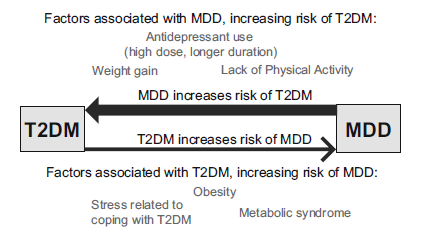 Factors associated with MDD, increasing risk of T2DM:
Antidepressant use
(high dose, longer duration)
Weight gain
Lack of Physical Activity
MDD increases risk of T2DM
T2DM
MDD
T2DM increases risk of MDD
Factors associated with T2DM, increasing risk of MDD:
Obesity
Stress related to
coping with T2DM
Metabolic syndrome